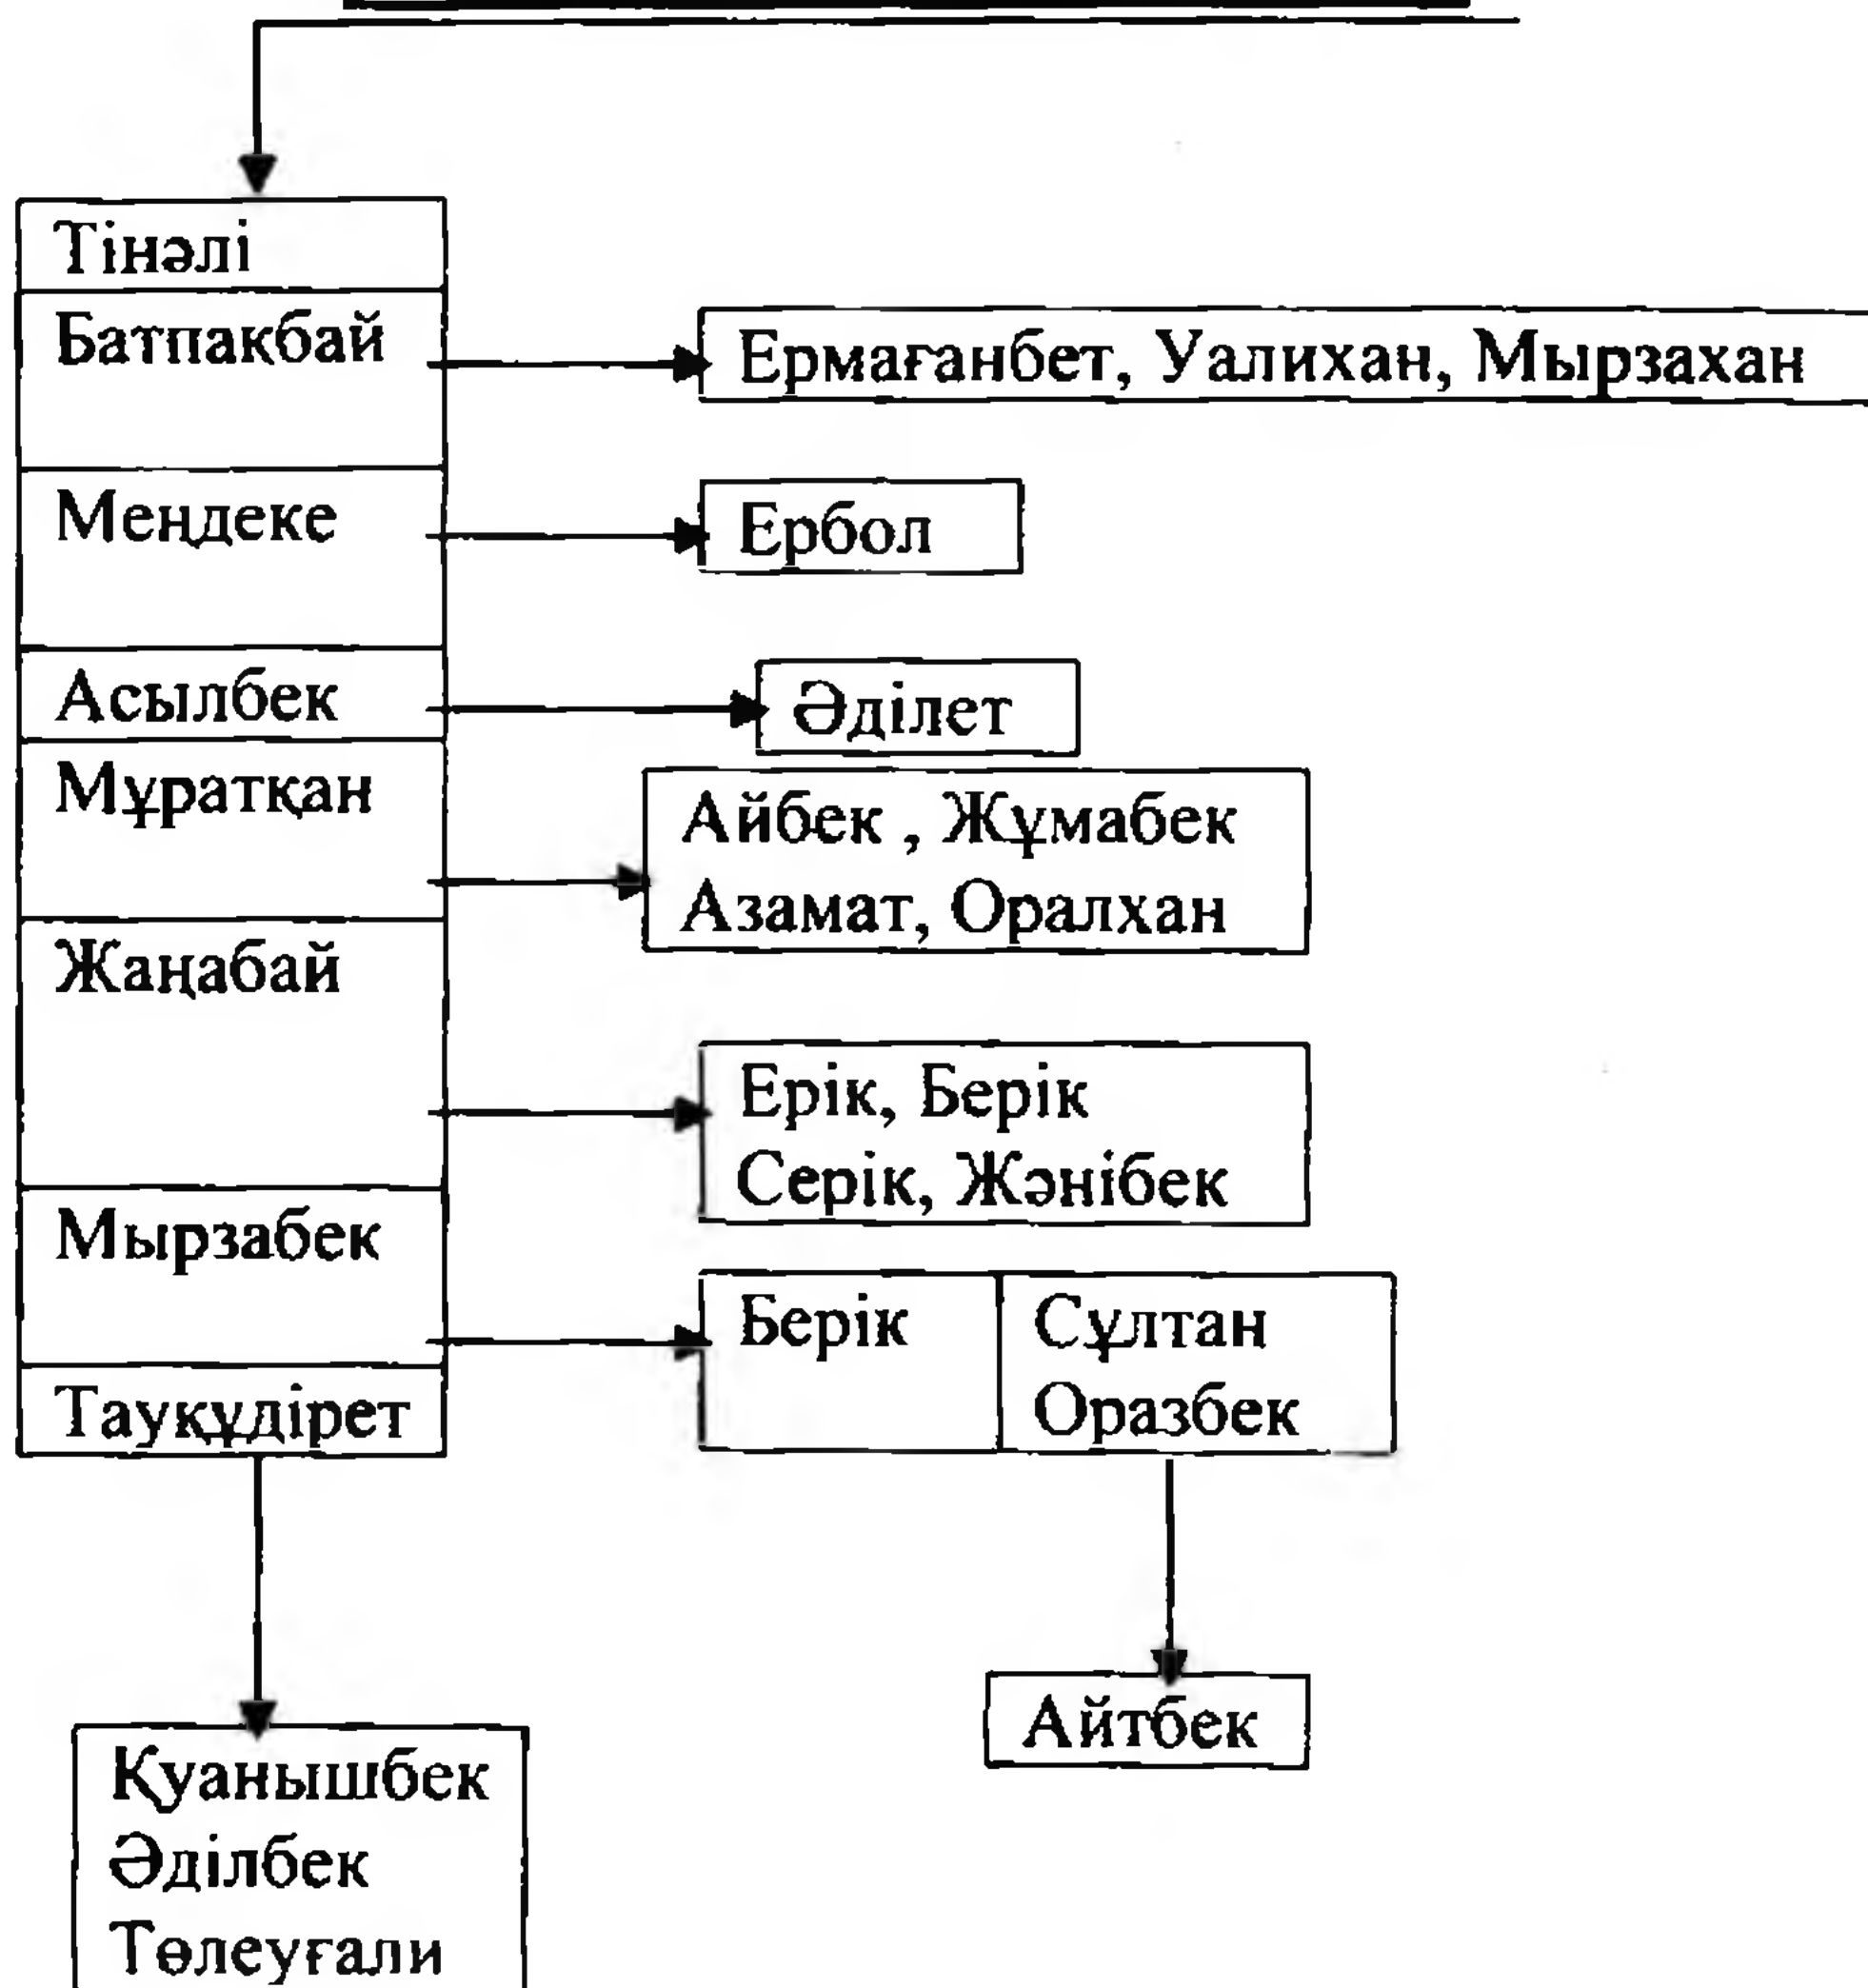 Тінәлі
Батпақбай
Ермағанбет, Уалихан, Мырзахан
Меңдеке
Ербол
Асылбек
Әділет
Мұратқан
Айбек , Жұмабек
Азамат, Оралхан
Жаңабай
Ерік, Берік
Серік, Жәнібек
Мырзабек
Берік
Сұлтан
Оразбек
Тауқұдірет
Айтбек
Қуанышбек
Әділбек
Төлеуғали